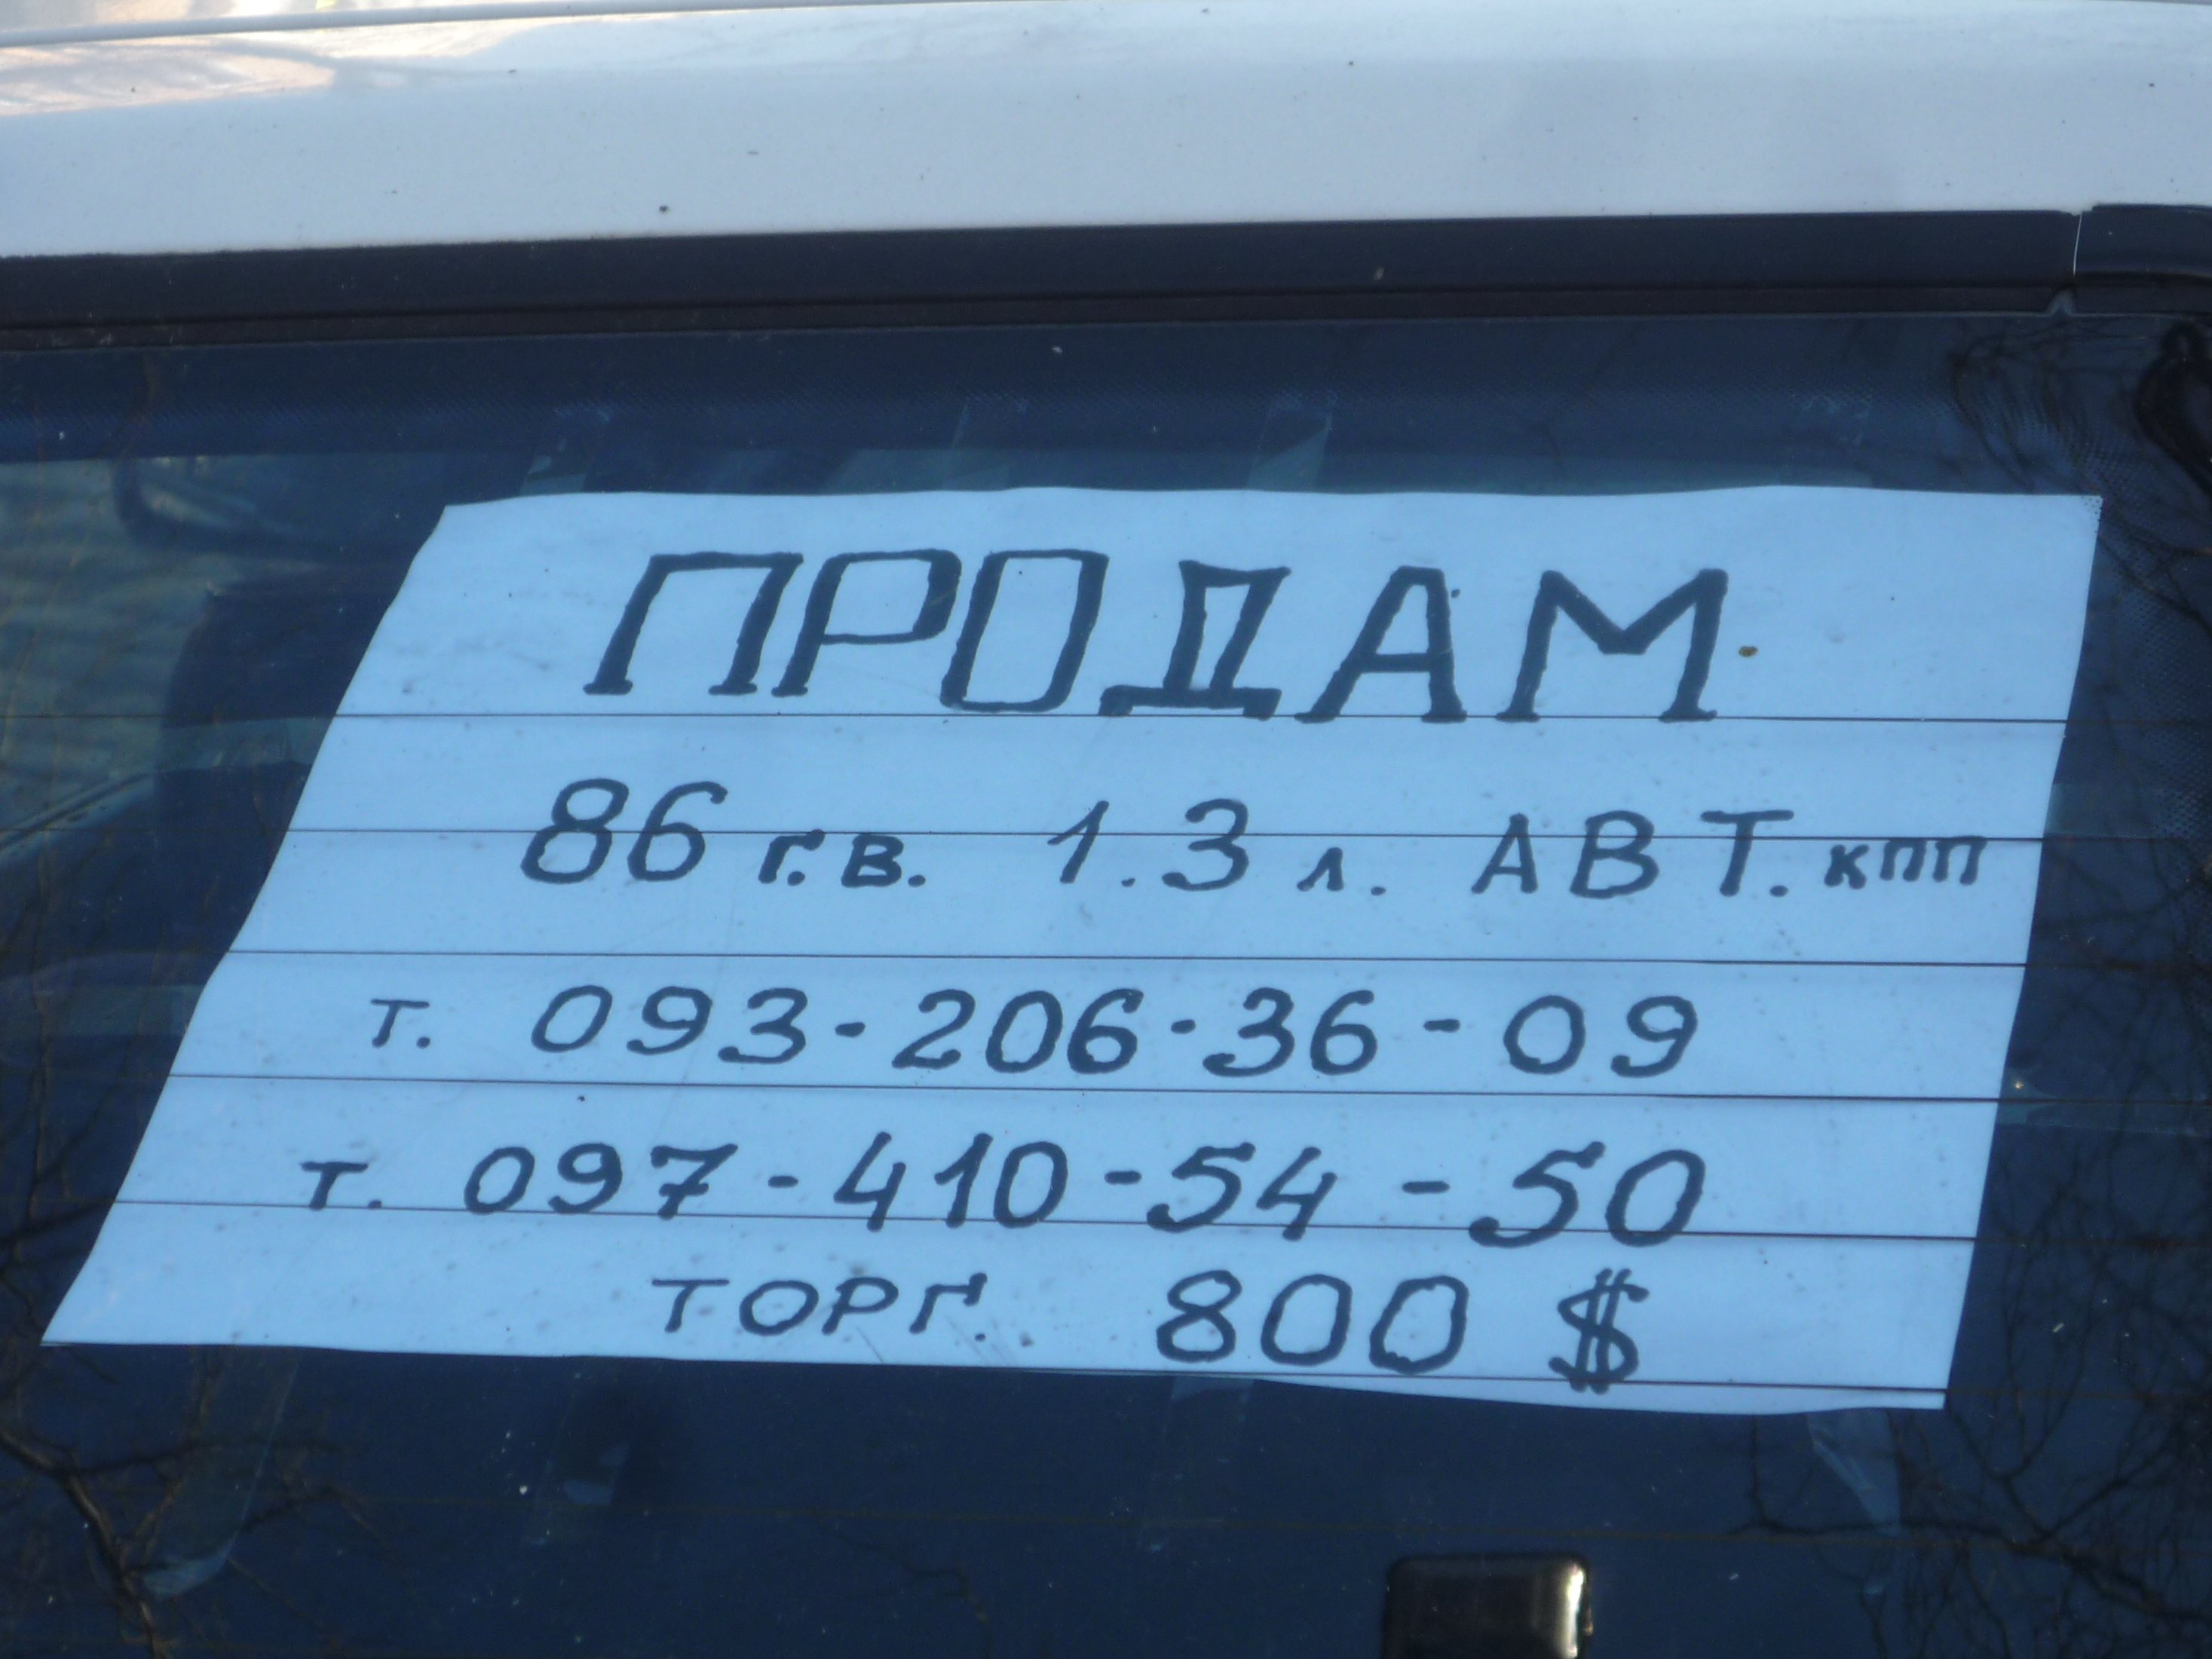 ПРОДАМ
86 г.в. 1.3 л. АВТ. кпп
т. 093-206-36-09
т. 097-410-54-50
ТОРГ. 800 $